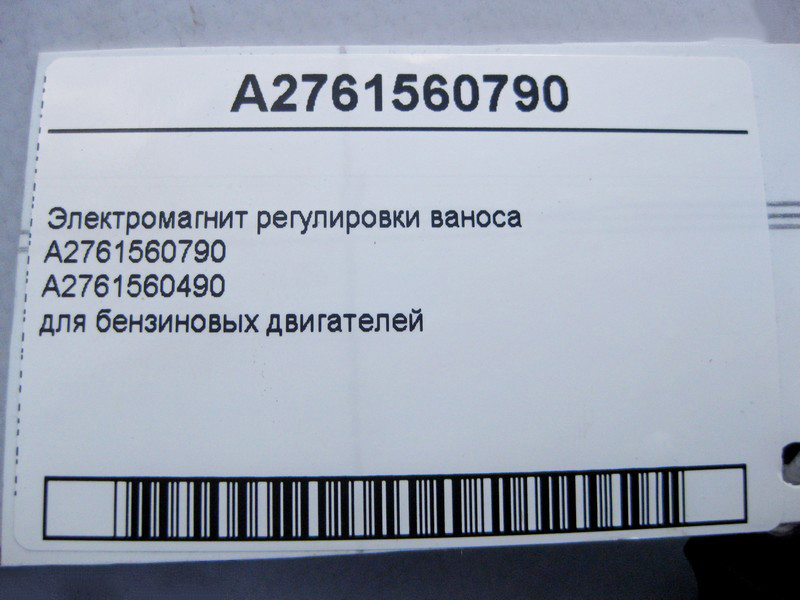 A2761560790
Электромагнит регулировки ваноса
A2761560790
A2761560490
для бензиновых двигателей